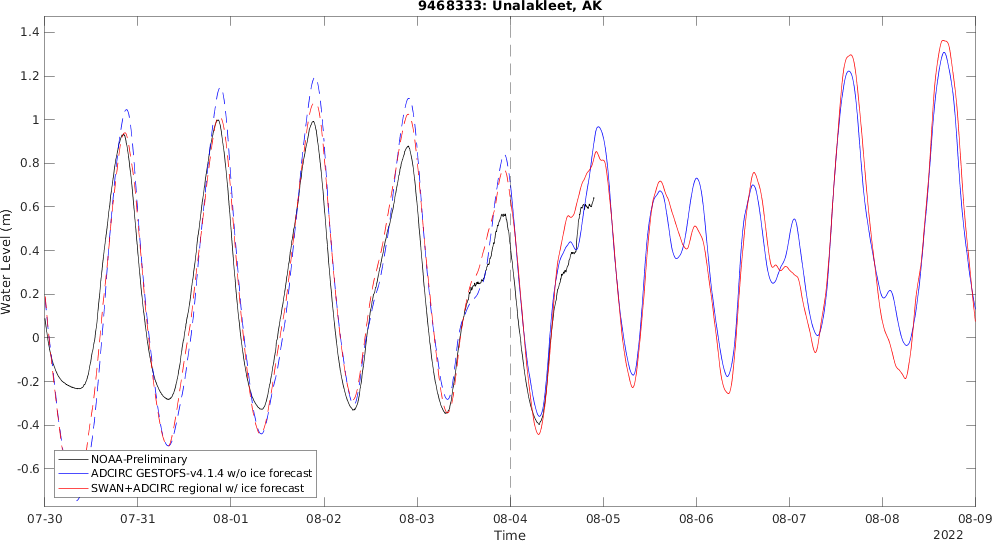 9468333: Unalakleet, AK
Water Level (m)
1.4
1.2
1
0.8
0.6
0.4
0.2
0
-0.2
-0.4
-0.6
NOAA-Preliminary
ADCIRC GESTOFS-v4.1.4 w/o ice forecast
SWAN+ADCIRC regional w/ ice forecast
07-30 07-31 08-01 08-02 08-03 08-04 08-05 08-06 08-07 08-08 08-09
Time
2022